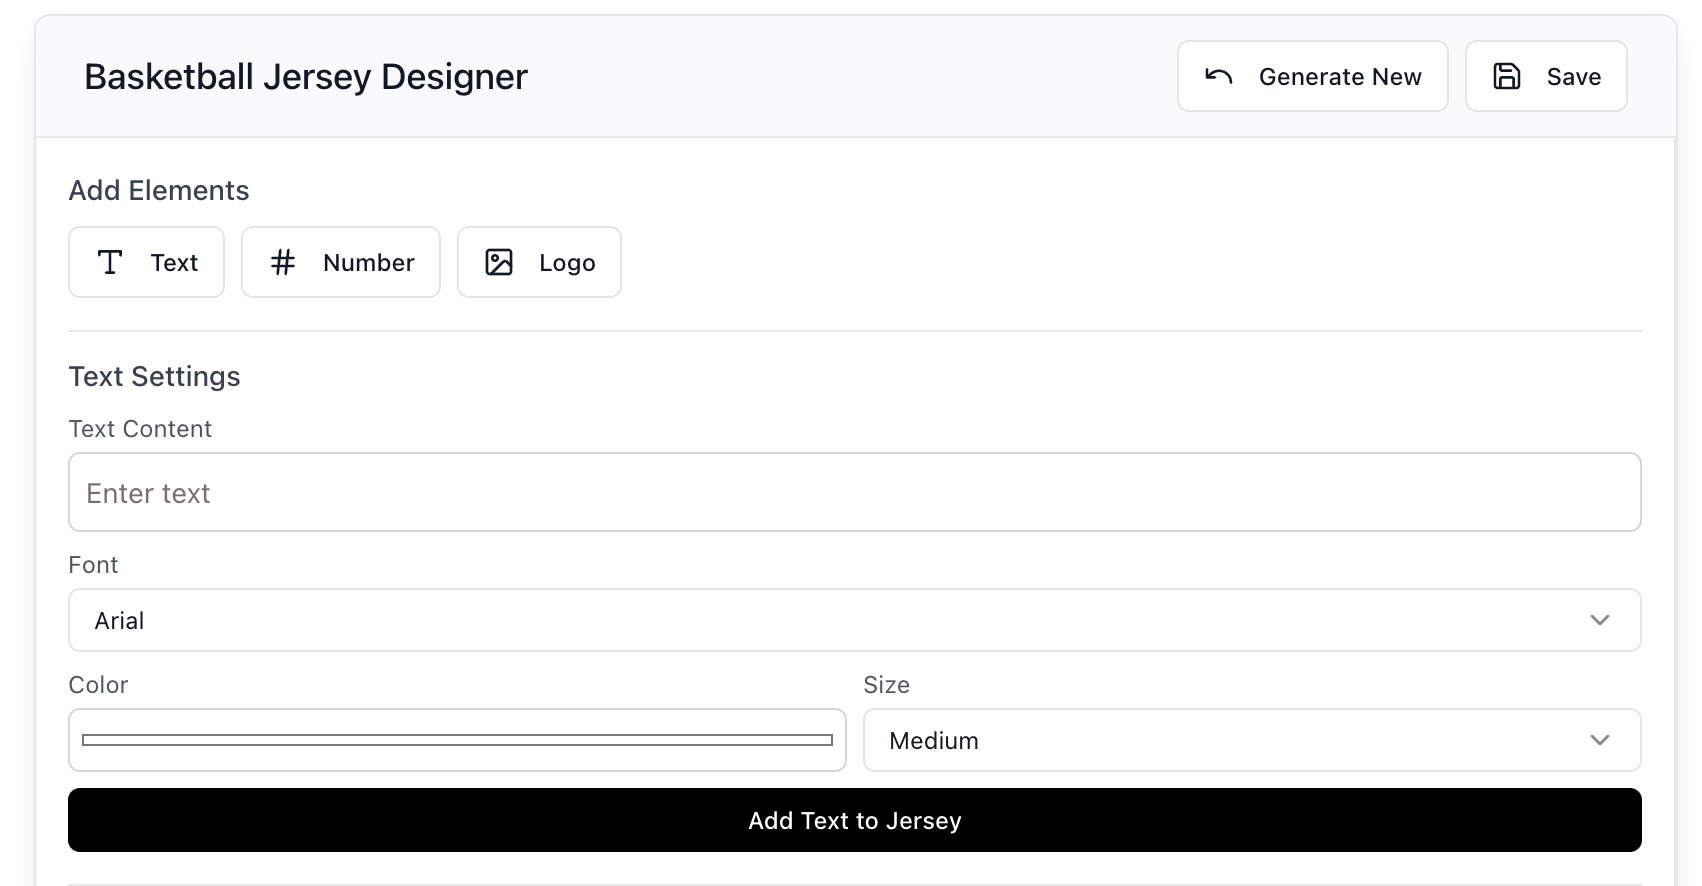 Basketball Jersey Designer
Generate New
Save
Add Elements
Text
Number
Logo
Text Settings
Text Content
Enter text
Font
Arial
Color
Size
Medium
Add Text to Jersey